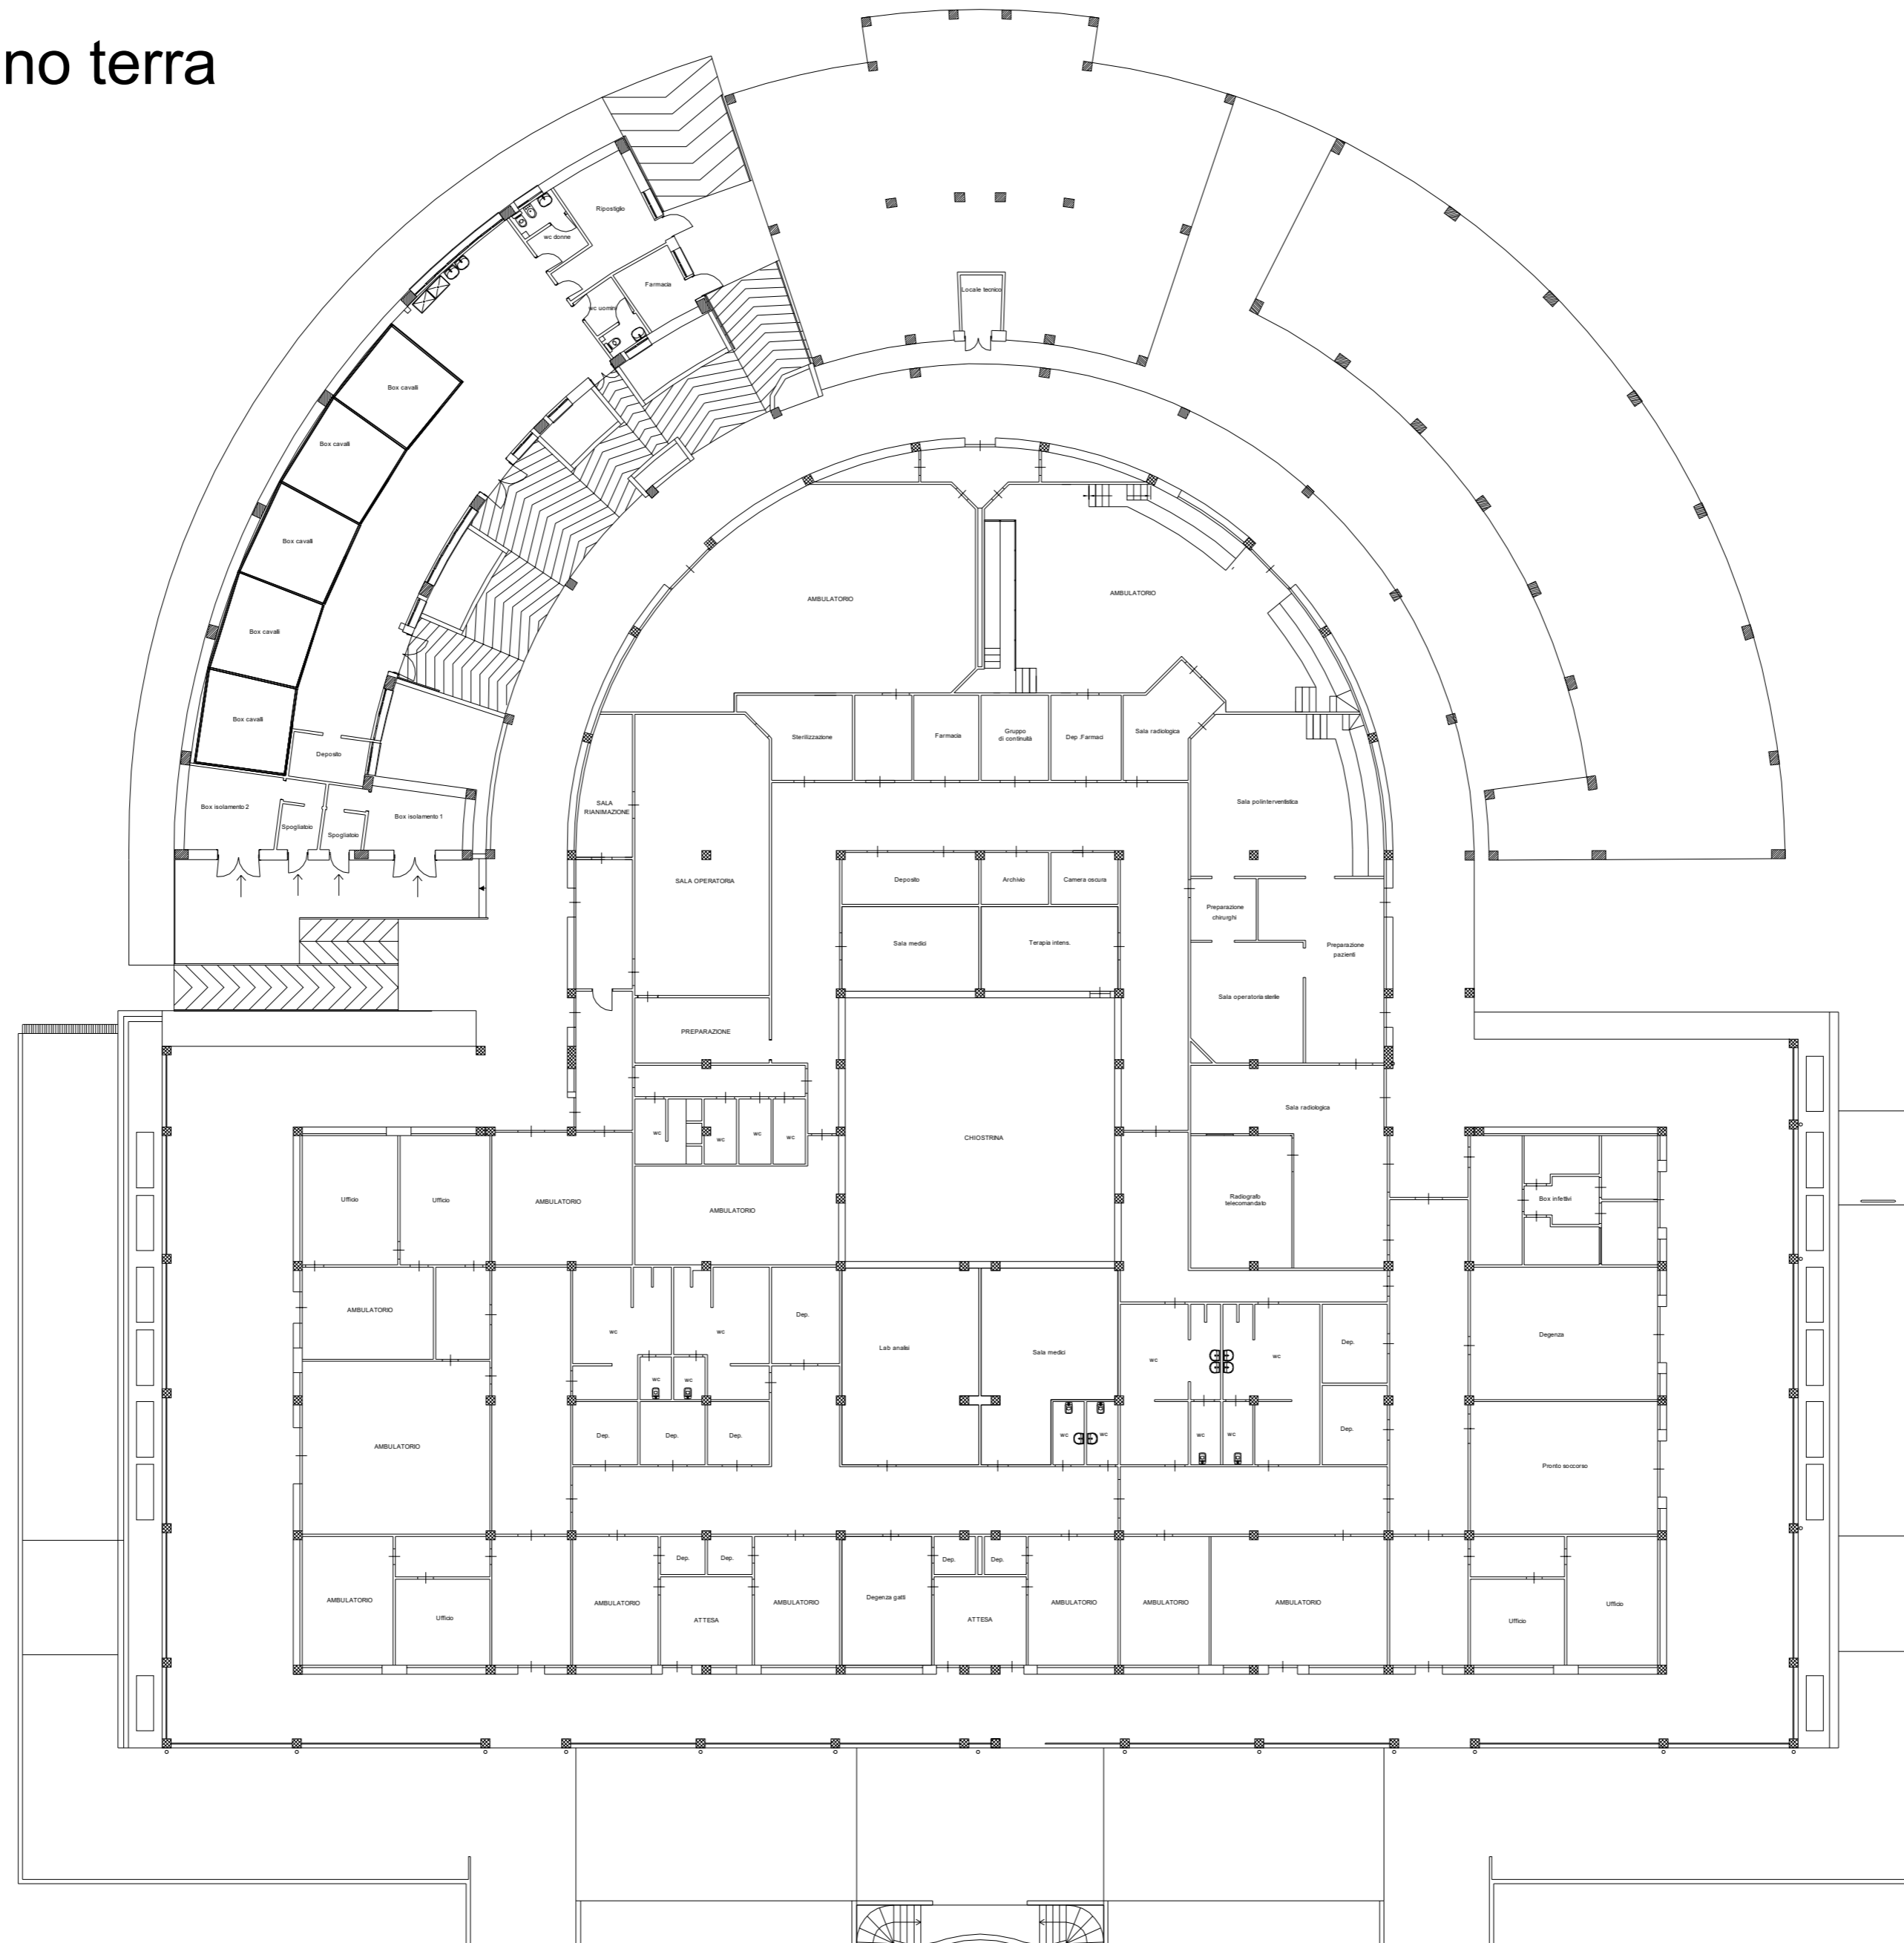 no terra
Ripostiglio
wc donne
Farmacia
wc uomini
Locale tecnico
Box cavalli
Box cavalli
Box cavalli
Box cavalli
Box cavalli
Deposito
Box isolamento 2
Spogliatoio
Spogliatoio
Box isolamento 1
AMBULATORIO
AMBULATORIO
Sterilizzazione
Farmacia
Gruppo
di continuità
Dep .Farmaci
Sala radiologica
SALA
RIANIMAZIONE
Sala polinterventistica
SALA OPERATORIA
Deposito
Archivio
Camera oscura
Preparazione
chirurghi
Sala medici
Terapia intens.
Preparazione
pazienti
Sala operatoria sterile
PREPARAZIONE
Sala radiologica
wc
wc
wc
wc
CHIOSTRINA
Ufficio
Ufficio
AMBULATORIO
AMBULATORIO
Radiografo
telecomandato
Box infettivi
AMBULATORIO
Dep.
wc
wc
Lab analisi
Sala medici
wc
wc
Dep.
Degenza
wc
wc
AMBULATORIO
Dep.
Dep.
Dep.
wc
wc
wc
wc
Dep.
Pronto soccorso
Dep.
Dep.
Dep.
Dep.
AMBULATORIO
Ufficio
AMBULATORIO
ATTESA
AMBULATORIO
Degenza gatti
ATTESA
AMBULATORIO
AMBULATORIO
AMBULATORIO
Ufficio
Ufficio